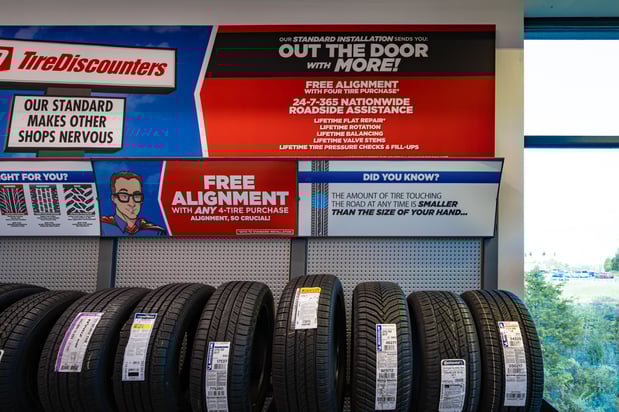 TireDiscounters
OUR STANDARD
MAKES OTHER
SHOPS NERVOUS
OUR STANDARD INSTALLATION SENDS YOU:
OUT THE DOOR
WITH MORE!
FREE ALIGNMENT
WITH FOUR TIRE PURCHASE*
24-7-365 NATIONWIDE
ROADSIDE ASSISTANCE
LIFETIME FLAT REPAIR*
LIFETIME ROTATION
LIFETIME BALANCING
LIFETIME VALVE STEMS
LIFETIME TIRE PRESSURE CHECKS & FILL-UPS
GHT FOR YOU?
FREE
ALIGNMENT
WITH ANY 4-TIRE PURCHASE
ALIGNMENT, SO CRUCIAL!
DID YOU KNOW?
THE AMOUNT OF TIRE TOUCHING
THE ROAD AT ANY TIME IS SMALLER
THAN THE SIZE OF YOUR HAND...